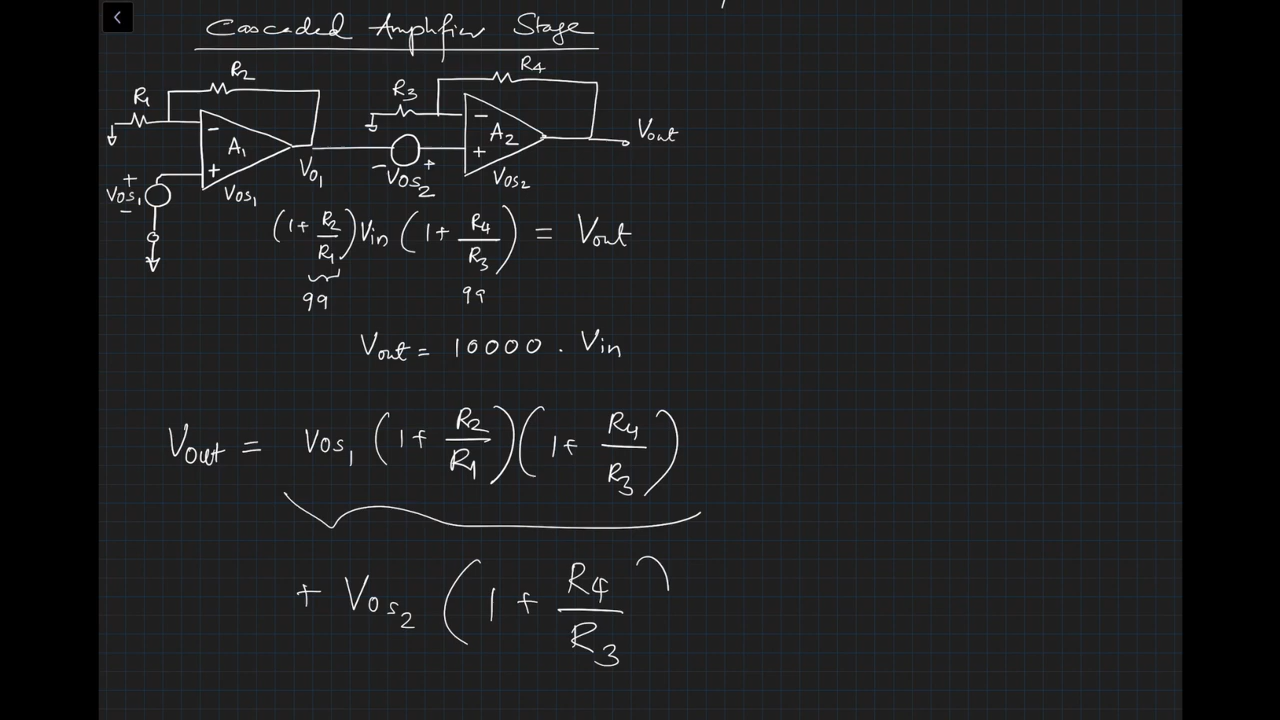 Cascaded Amplifier Stage
R1 R2 R3 R4
- A1 + VO1
+ VOS1 - VOS1
- VOS2 +
- A2 + VOS2 Vout
(1 + R2/R1) Vin (1 + R4/R3) = Vout
99 99
Vout = 10000 . Vin
Vout = VOS1 (1 + R2/R1)(1 + R4/R3)
+ VOS2 (1 + R4/R3)